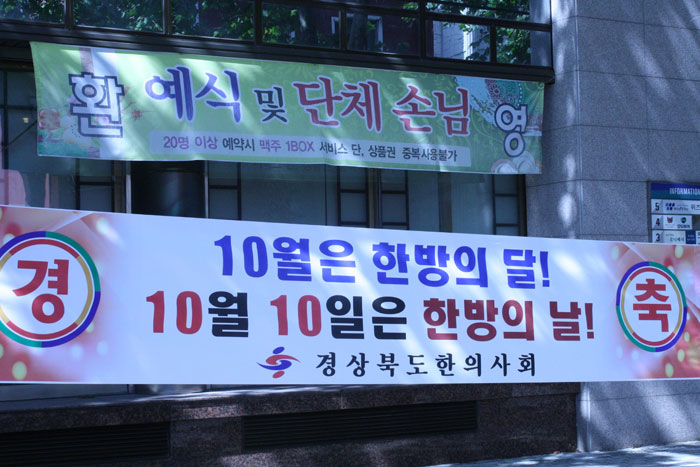 환 예식 및 단체 손님 영
20명 이상 예약시 맥주 1BOX 서비스 단, 상품권 중복사용불가
INFORMATION
경 축
10월은 한방의 달!
10월 10일은 한방의 날!
경상북도한의사회